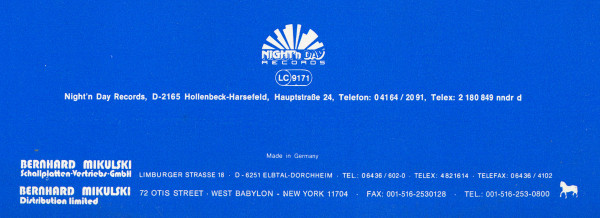 NIGHT'n DAY
RECORDS
LC 9171
Night'n Day Records, D-2165 Hollenbeck-Harsefeld, Hauptstraße 24, Telefon: 04164/2091, Telex: 2 180 849 nndr d
Made in Germany
BERNHARD MIKULSKI
Schallplatten-Vertriebs-GmbH LIMBURGER STRASSE 18 · D-6251 ELBTAL-DORCHHEIM · TEL.: 06436/602-0 · TELEX: 4821614 · TELEFAX: 06436/4102
BERNHARD MIKULSKI
Distribution limited
72 OTIS STREET · WEST BABYLON - NEW YORK 11704 · FAX: 001-516-2530128 · TEL.: 001-516-253-0800